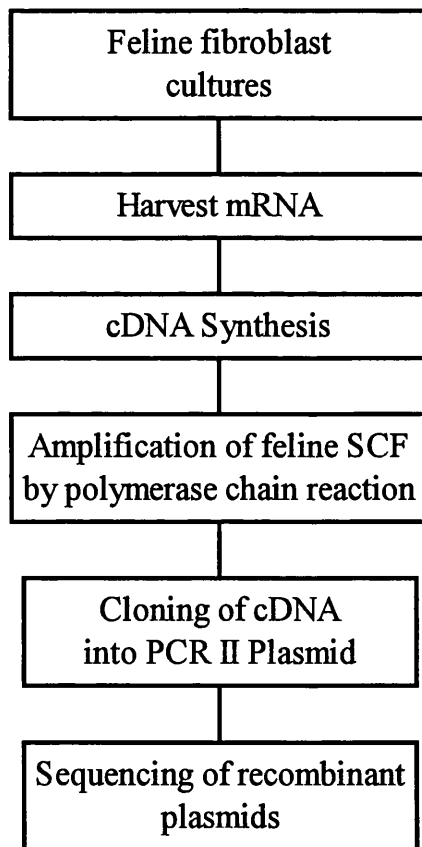 Feline fibroblast
cultures
Harvest mRNA
cDNA Synthesis
Amplification of feline SCF
by polymerase chain reaction
Cloning of cDNA
into PCR II Plasmid
Sequencing of recombinant
plasmids